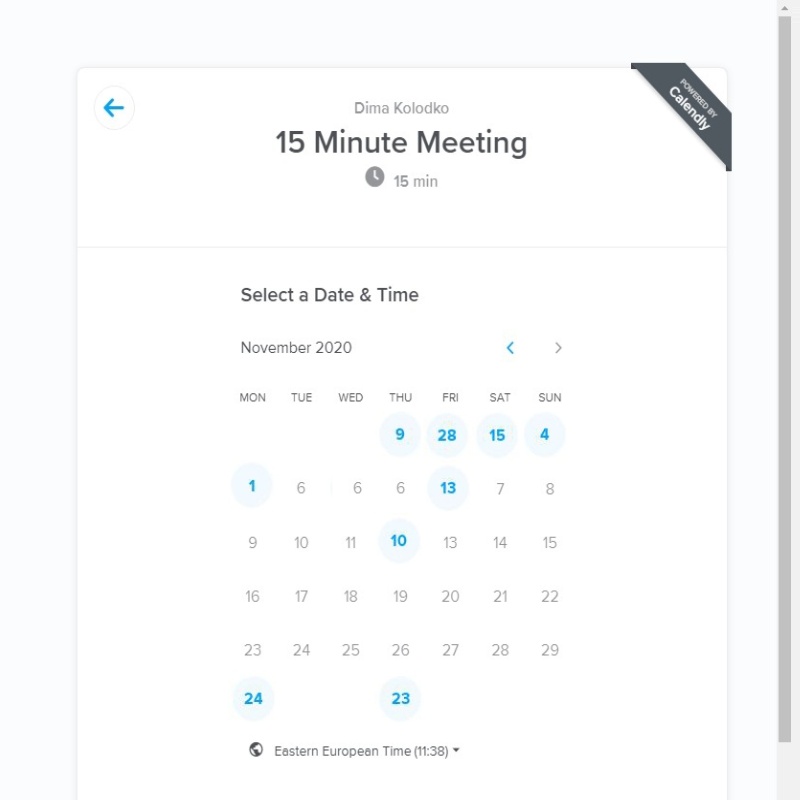 POWERED BY
Calendly
Dima Kolodko
15 Minute Meeting
15 min
Select a Date & Time
November 2020
MON TUE WED THU FRI SAT SUN
9 28 15 4
1 6 6 6 13 7 8
9 10 11 10 13 14 15
16 17 18 19 20 21 22
23 24 25 26 27 28 29
24 23
Eastern European Time (11:38)